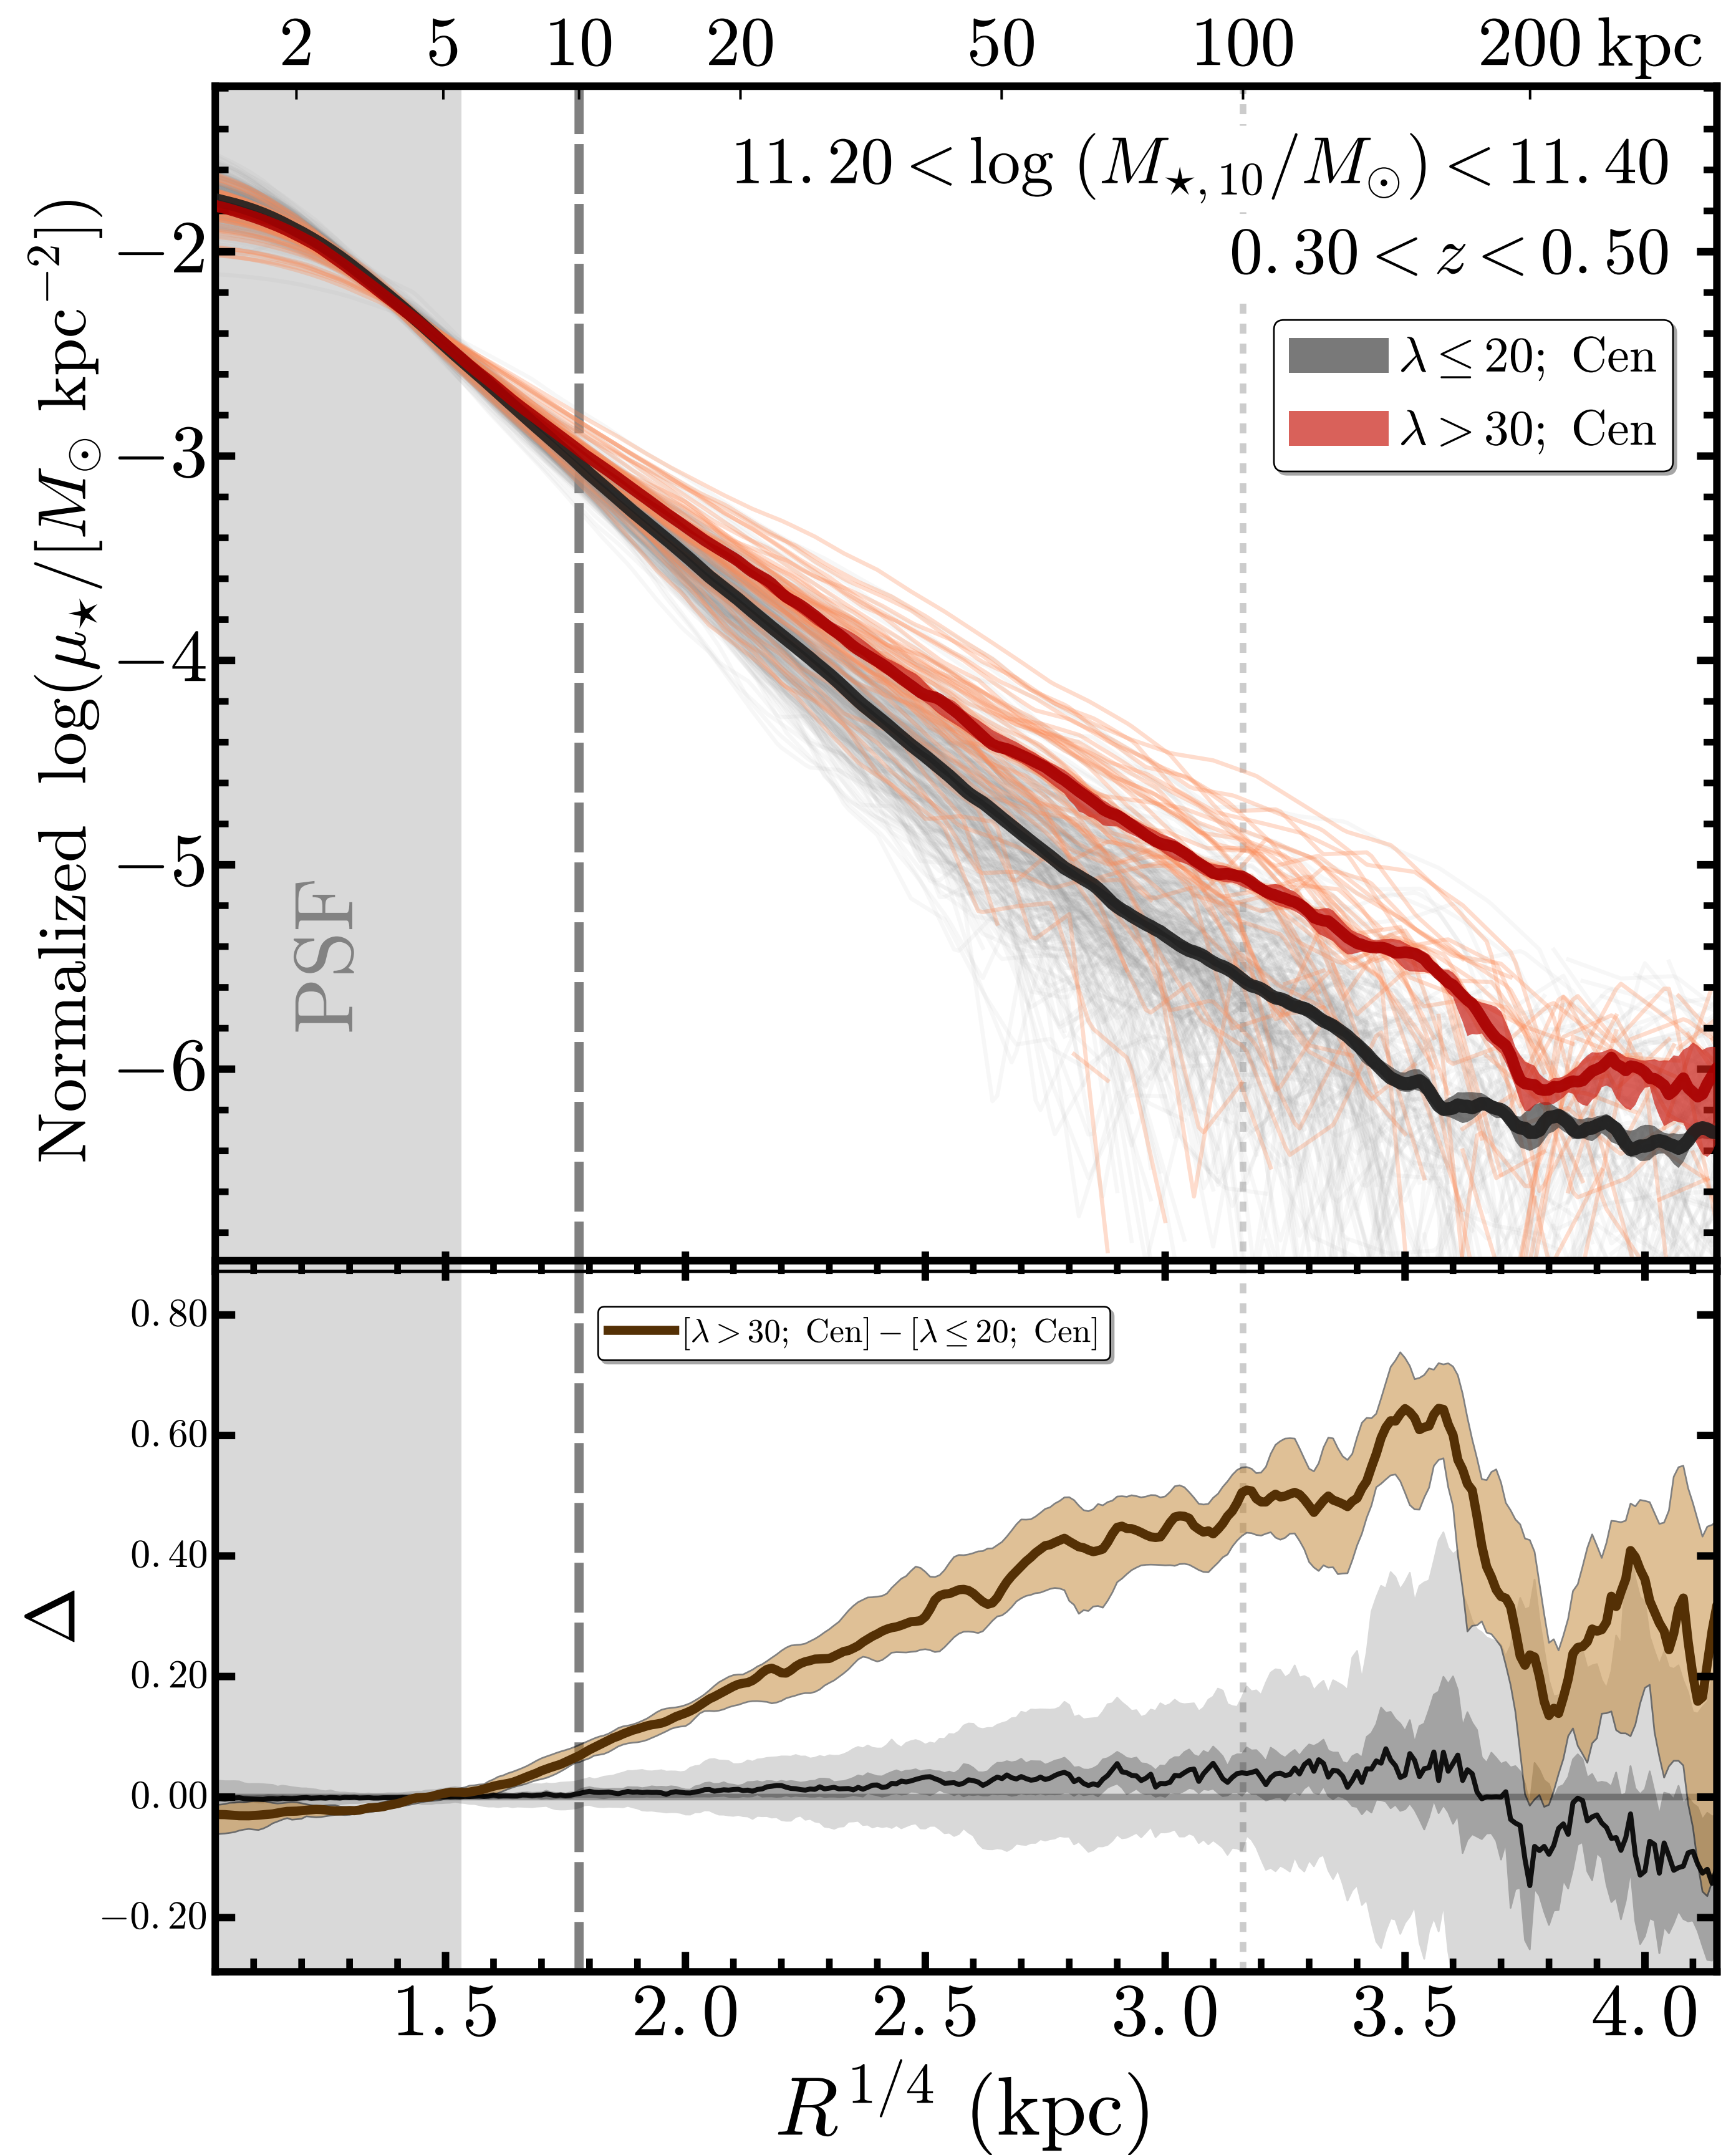 2 5 10 20 50 100 200 kpc
11.20 < log (M⋆,10/M⊙) < 11.40
0.30 < z < 0.50
λ ≤ 20; Cen
λ > 30; Cen
Normalized log(μ⋆/[M⊙ kpc⁻²])
−2
−3
−4
−5
−6
PSF
[λ > 30; Cen] − [λ ≤ 20; Cen]
Δ
0.80
0.60
0.40
0.20
0.00
−0.20
1.5 2.0 2.5 3.0 3.5 4.0
R^1/4 (kpc)